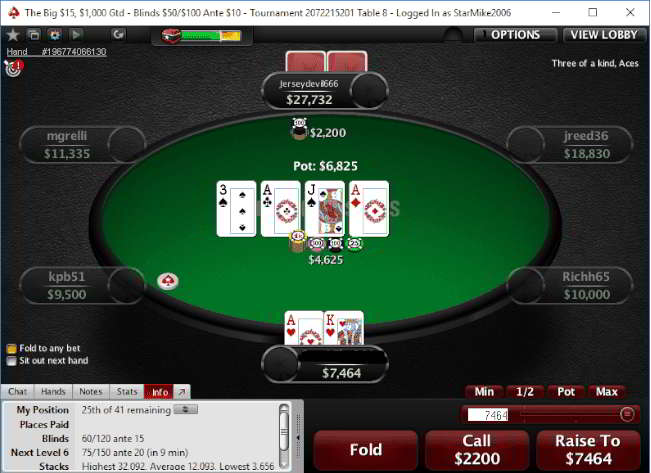 The Big $15, $1,000 Gtd - Blinds $50/$100 Ante $10 - Tournament 2072215201 Table 8 - Logged In as StarMike2006
OPTIONS
VIEW LOBBY
Hand #196774066130
Three of a kind, Aces
Jerseydevil666
$27,732
$2,200
mgrelli
$11,335
jreed36
$18,830
Pot: $6,825
3 A J A
$4,625
kpb51
$9,500
Richh65
$10,000
A K
$7,464
Fold to any bet
Sit out next hand
Chat Hands Notes Stats Info
Min 1/2 Pot Max
7464
My Position 25th of 41 remaining
Places Paid
Blinds 60/120 ante 15
Next Level 6 75/150 ante 20 (in 9 min)
Stacks Highest 32,092, Average 12,093, Lowest 3,656
Fold
Call
$2200
Raise To
$7464